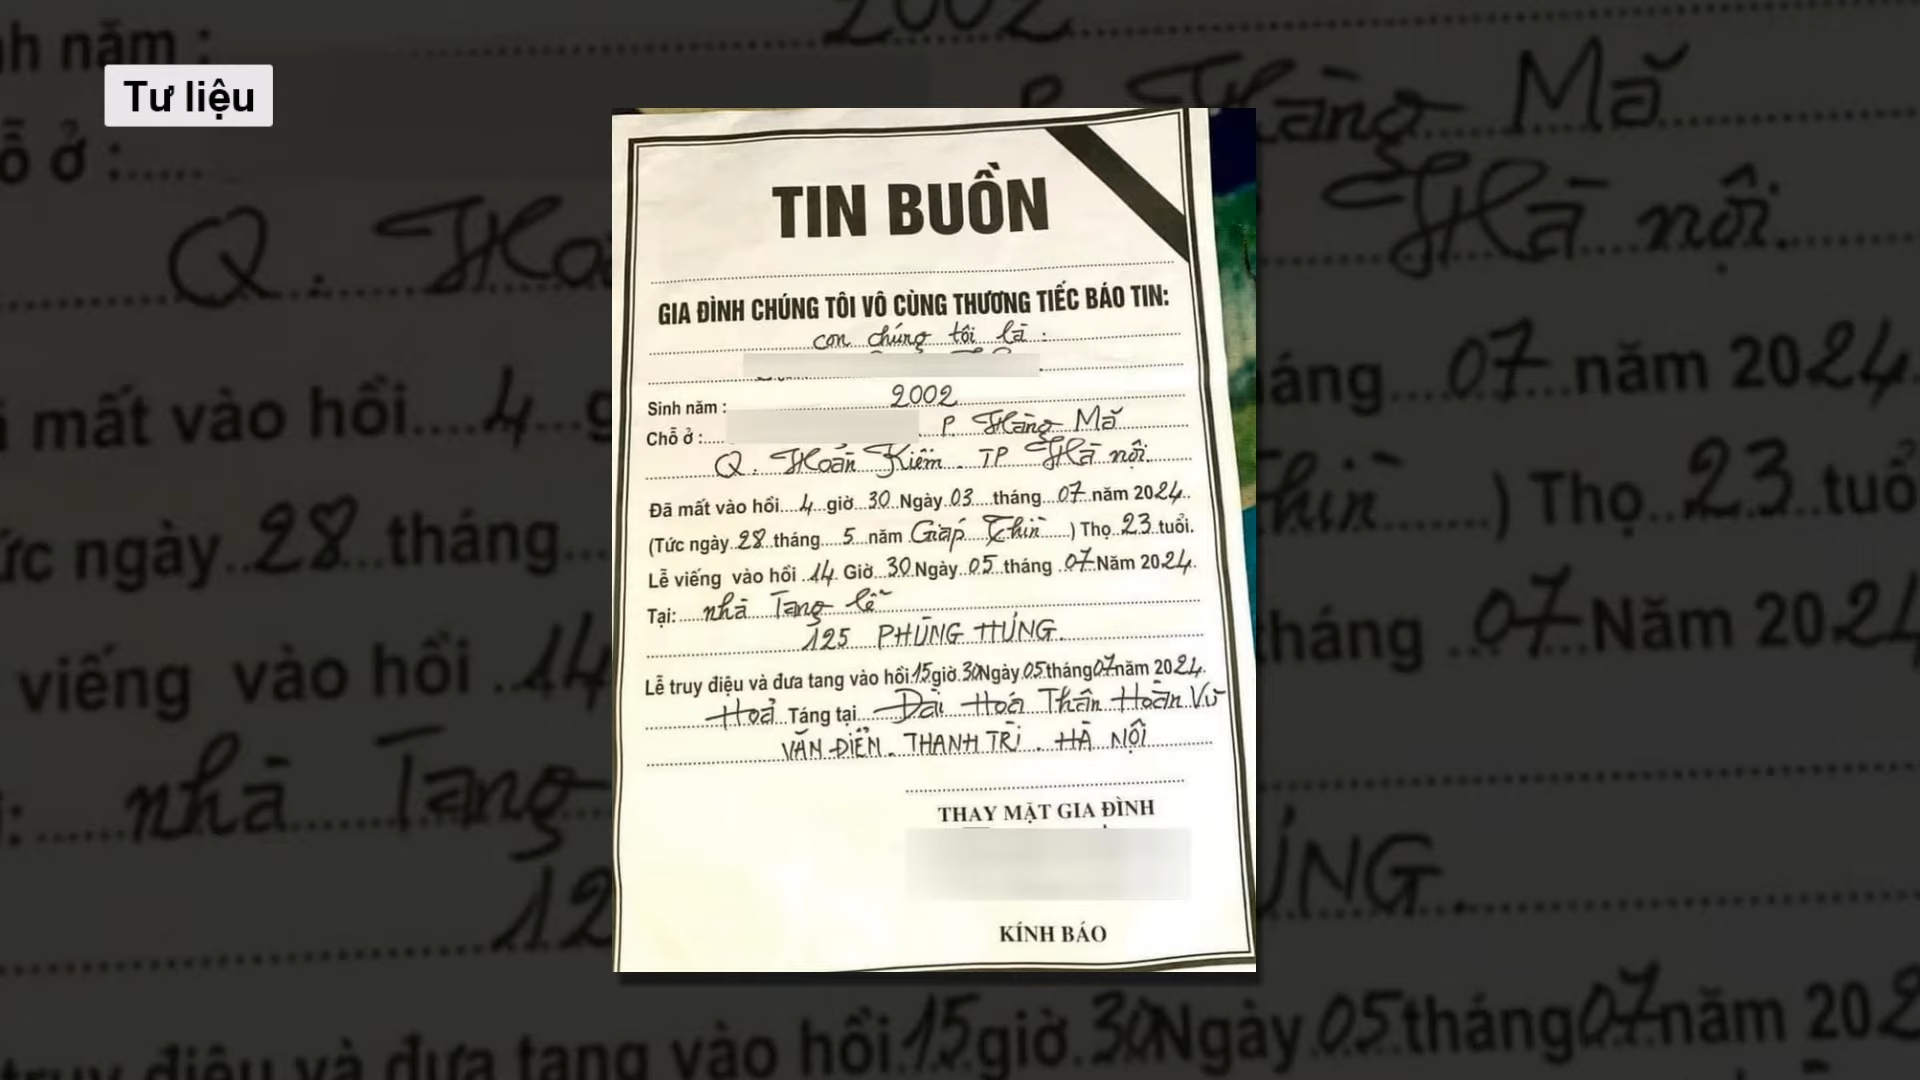 Tư liệu
TIN BUỒN
GIA ĐÌNH CHÚNG TÔI VÔ CÙNG THƯƠNG TIẾC BÁO TIN:
con chúng tôi là :
Sinh năm : 2002
Chỗ ở : P. Hàng Mã
Q. Hoàn Kiếm . TP Hà nội.
Đã mất vào hồi 4 giờ 30 Ngày 03 tháng 07 năm 2024.
(Tức ngày 28 tháng 5 năm Giáp Thìn ) Thọ 23 tuổi.
Lễ viếng vào hồi 14 Giờ 30 Ngày 05 tháng 07 Năm 2024.
Tại: nhà Tang lễ
125 PHÙNG HƯNG.
Lễ truy điệu và đưa tang vào hồi 15 giờ 30 Ngày 05 tháng 07 năm 2024.
Hoả Táng tại Đài Hoá Thân Hoàn Vũ
VĂN ĐIỂN . THANH TRÌ . HÀ NỘI
THAY MẶT GIA ĐÌNH
KÍNH BÁO